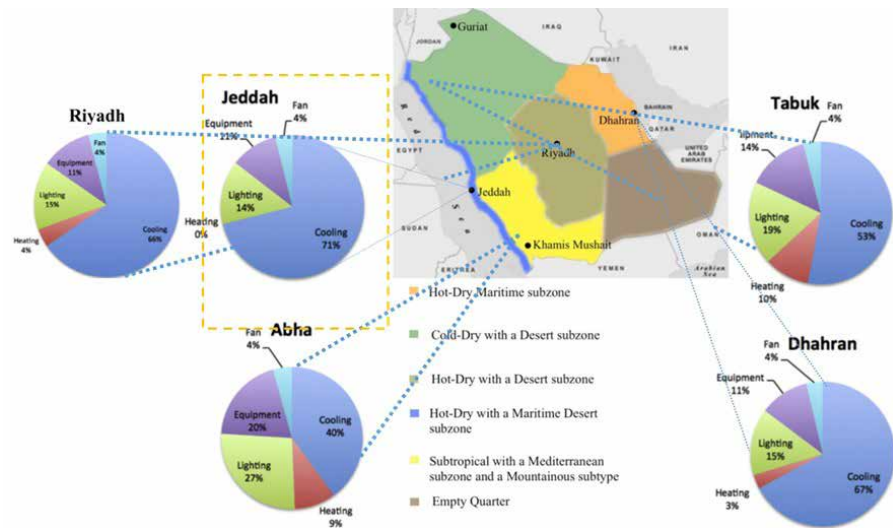 Riyadh
Fan
4%
Equipment
11%
Lighting
15%
Heating
4%
Cooling
66%
Jeddah
Fan
4%
Equipment
Lighting
14%
Heating
0%
Cooling
71%
Abha
Fan
4%
Equipment
20%
Cooling
40%
Lighting
27%
Heating
9%
JORDAN
IRAQ
IRAN
KUWAIT
Guriat
EGYPT
Red
Sea
Dhahran
BAHRAIN
QATAR
UNITED
ARAB
EMIRATES
Riyadh
Jeddah
SUDAN
Khamis Mushait
OMAN
ERITREA
YEMEN
Arabian
Sea
Hot-Dry Maritime subzone
Cold-Dry with a Desert subzone
Hot-Dry with a Desert subzone
Hot-Dry with a Maritime Desert
subzone
Subtropical with a Mediterranean
subzone and a Mountainous subtype
Empty Quarter
Tabuk
Fan
4%
uipment
14%
Lighting
19%
Cooling
53%
Heating
10%
Dhahran
Fan
4%
Equipment
11%
Lighting
15%
Heating
3%
Cooling
67%